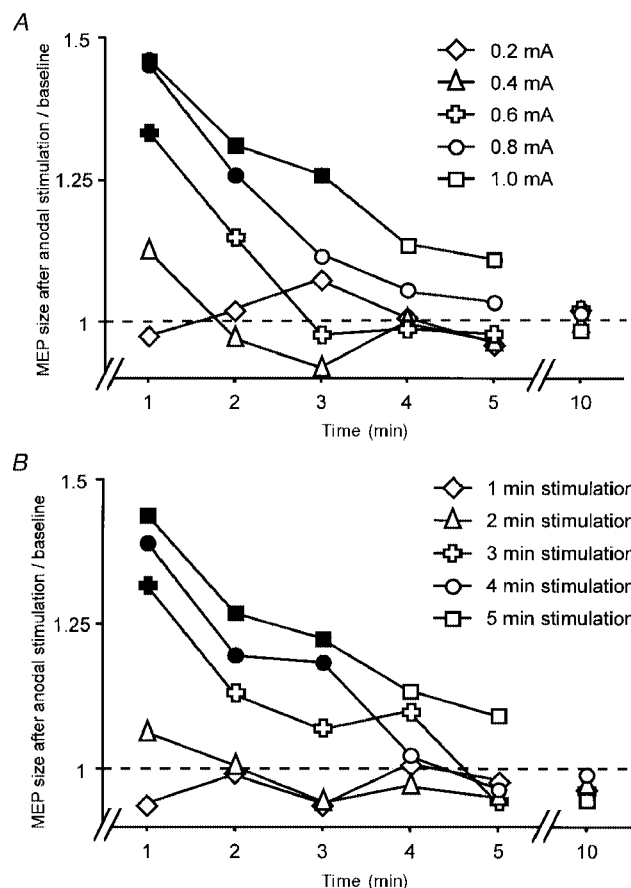 A
1.5
1.25
1
MEP size after anodal stimulation / baseline
0.2 mA
0.4 mA
0.6 mA
0.8 mA
1.0 mA
1 2 3 4 5 10
Time (min)
B
1.5
1.25
1
MEP size after anodal stimulation / baseline
1 min stimulation
2 min stimulation
3 min stimulation
4 min stimulation
5 min stimulation
1 2 3 4 5 10
Time (min)